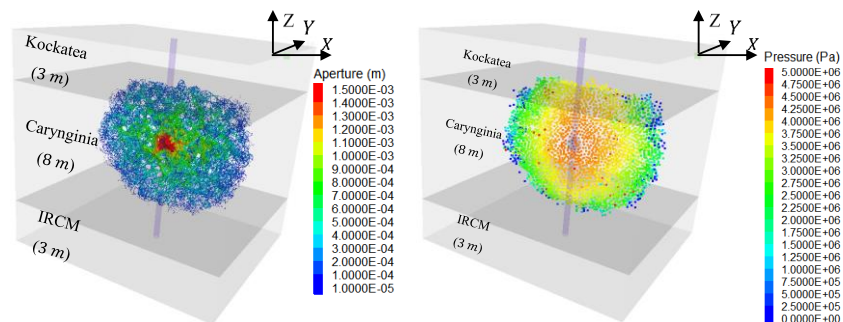 Z
Y
X
Kockatea
(3 m)
Carynginia
(8 m)
IRCM
(3 m)
Aperture (m)
1.5000E-03
1.4000E-03
1.3000E-03
1.2000E-03
1.1000E-03
1.0000E-03
9.0000E-04
8.0000E-04
7.0000E-04
6.0000E-04
5.0000E-04
4.0000E-04
3.0000E-04
2.0000E-04
1.0000E-04
1.0000E-05
Z
Y
X
Kockatea
(3 m)
Carynginia
(8 m)
IRCM
(3 m)
Pressure (Pa)
5.0000E+06
4.7500E+06
4.5000E+06
4.2500E+06
4.0000E+06
3.7500E+06
3.5000E+06
3.2500E+06
3.0000E+06
2.7500E+06
2.5000E+06
2.2500E+06
2.0000E+06
1.7500E+06
1.5000E+06
1.2500E+06
1.0000E+06
7.5000E+05
5.0000E+05
2.5000E+05
0.0000E+00